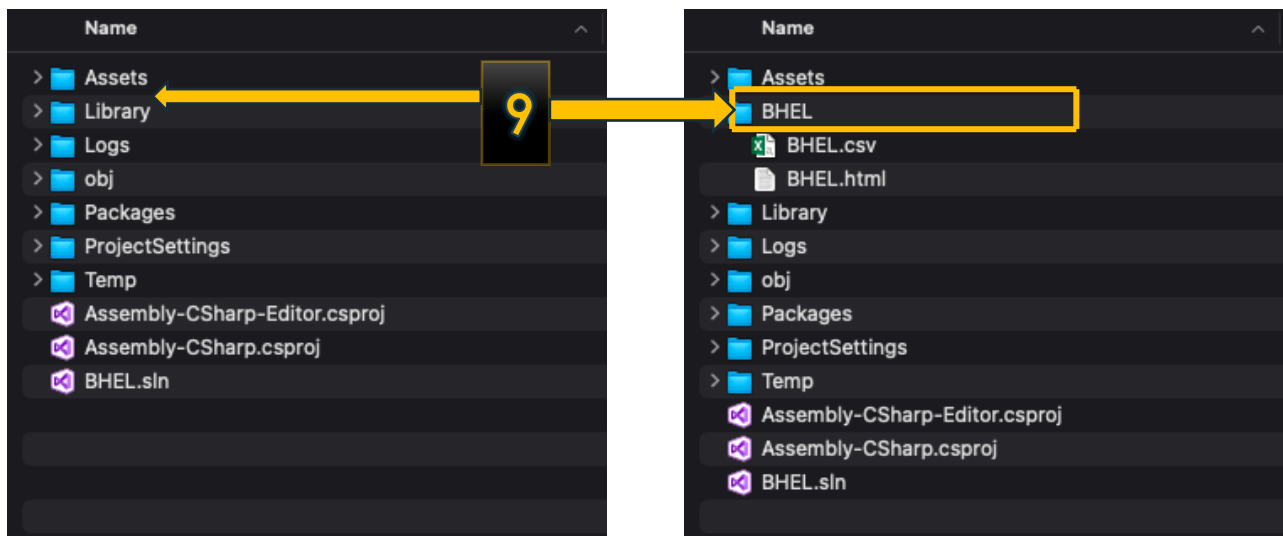 Name
Assets
Library
Logs
obj
Packages
ProjectSettings
Temp
Assembly-CSharp-Editor.csproj
Assembly-CSharp.csproj
BHEL.sln
9
Name
Assets
BHEL
BHEL.csv
BHEL.html
Library
Logs
obj
Packages
ProjectSettings
Temp
Assembly-CSharp-Editor.csproj
Assembly-CSharp.csproj
BHEL.sln